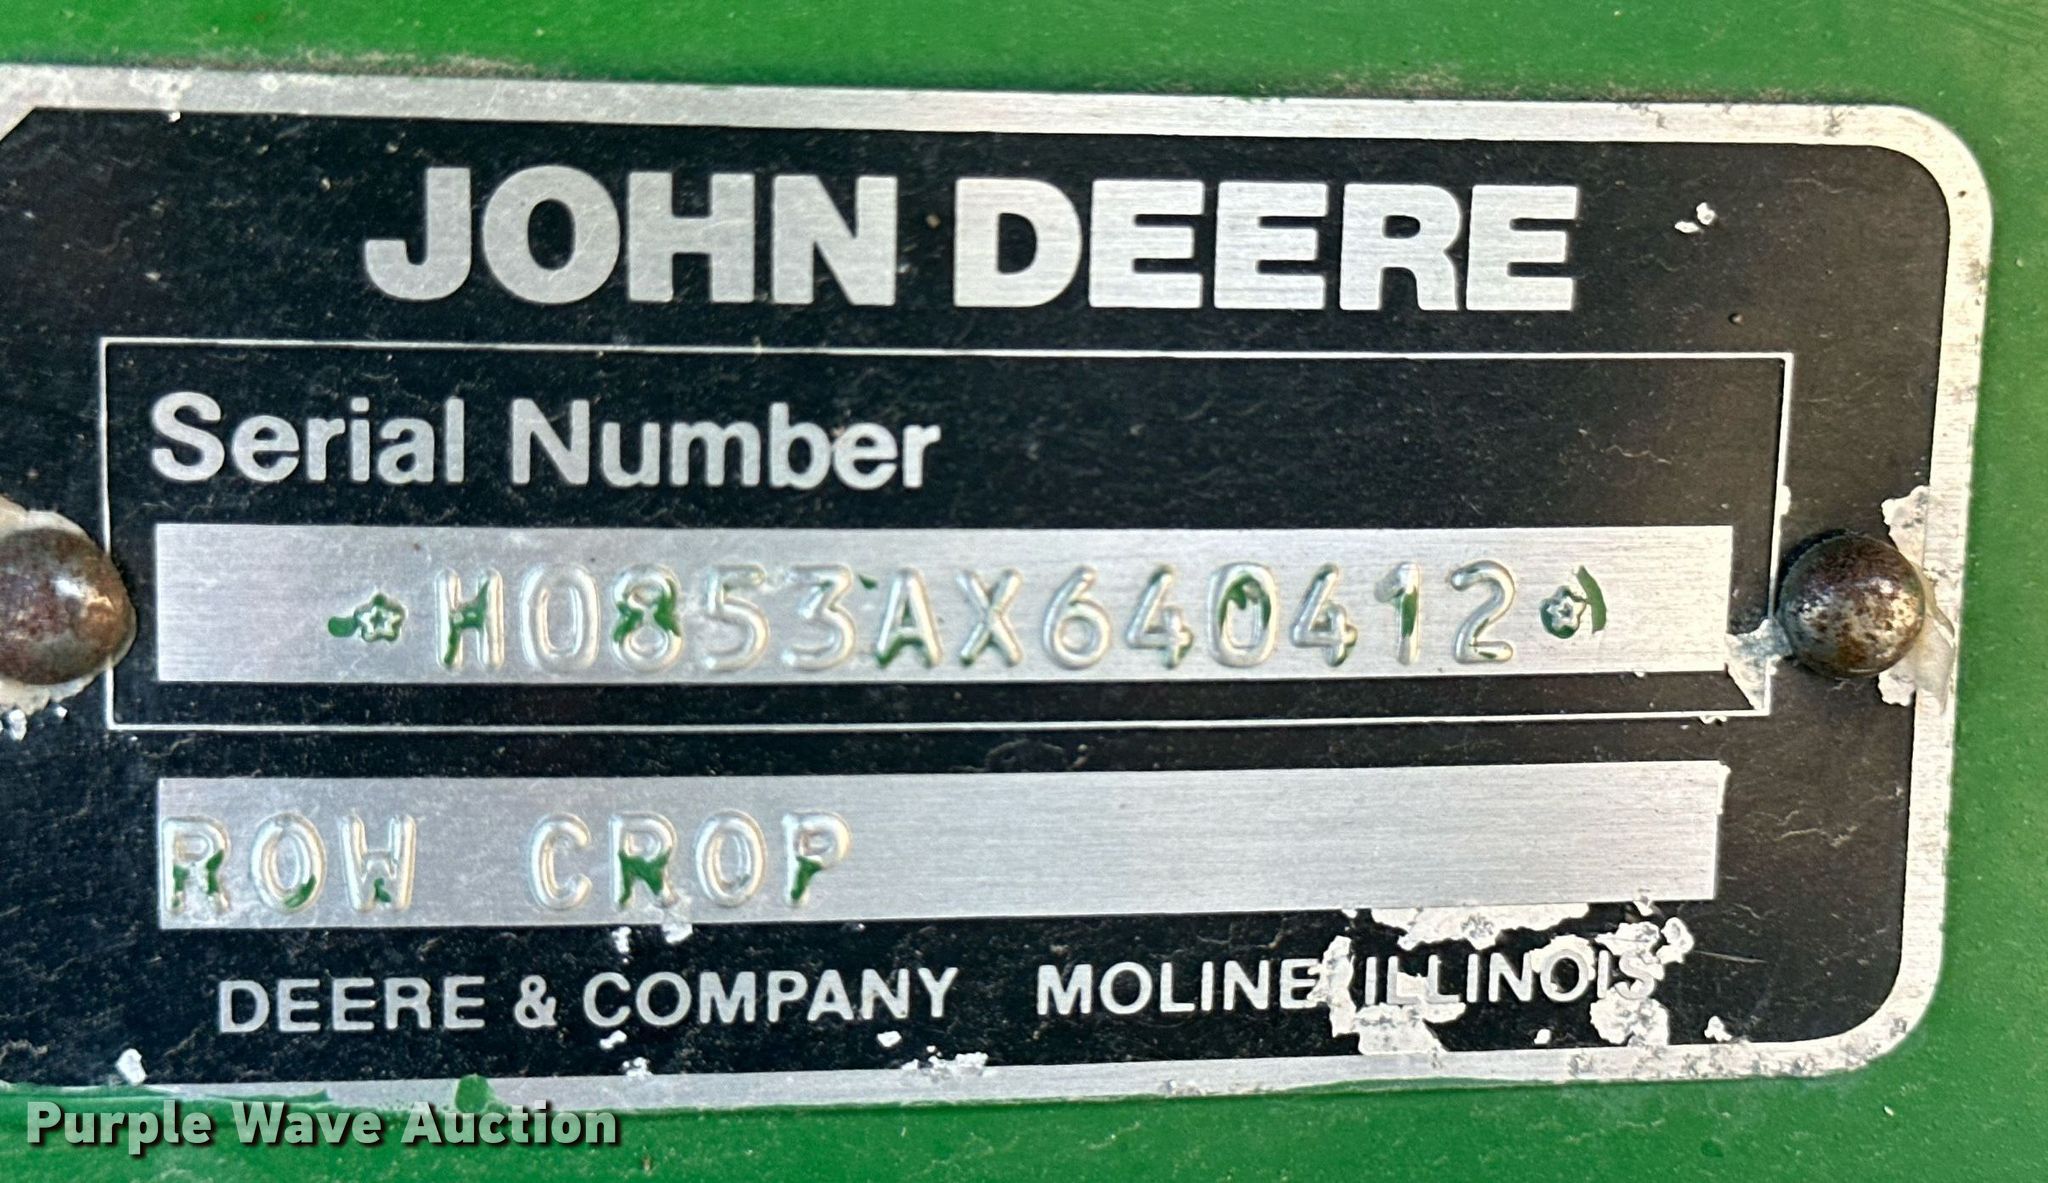 JOHN DEERE
Serial Number
*H0853AX640412*
ROW CROP
DEERE & COMPANY MOLINE, ILLINOIS
Purple Wave Auction